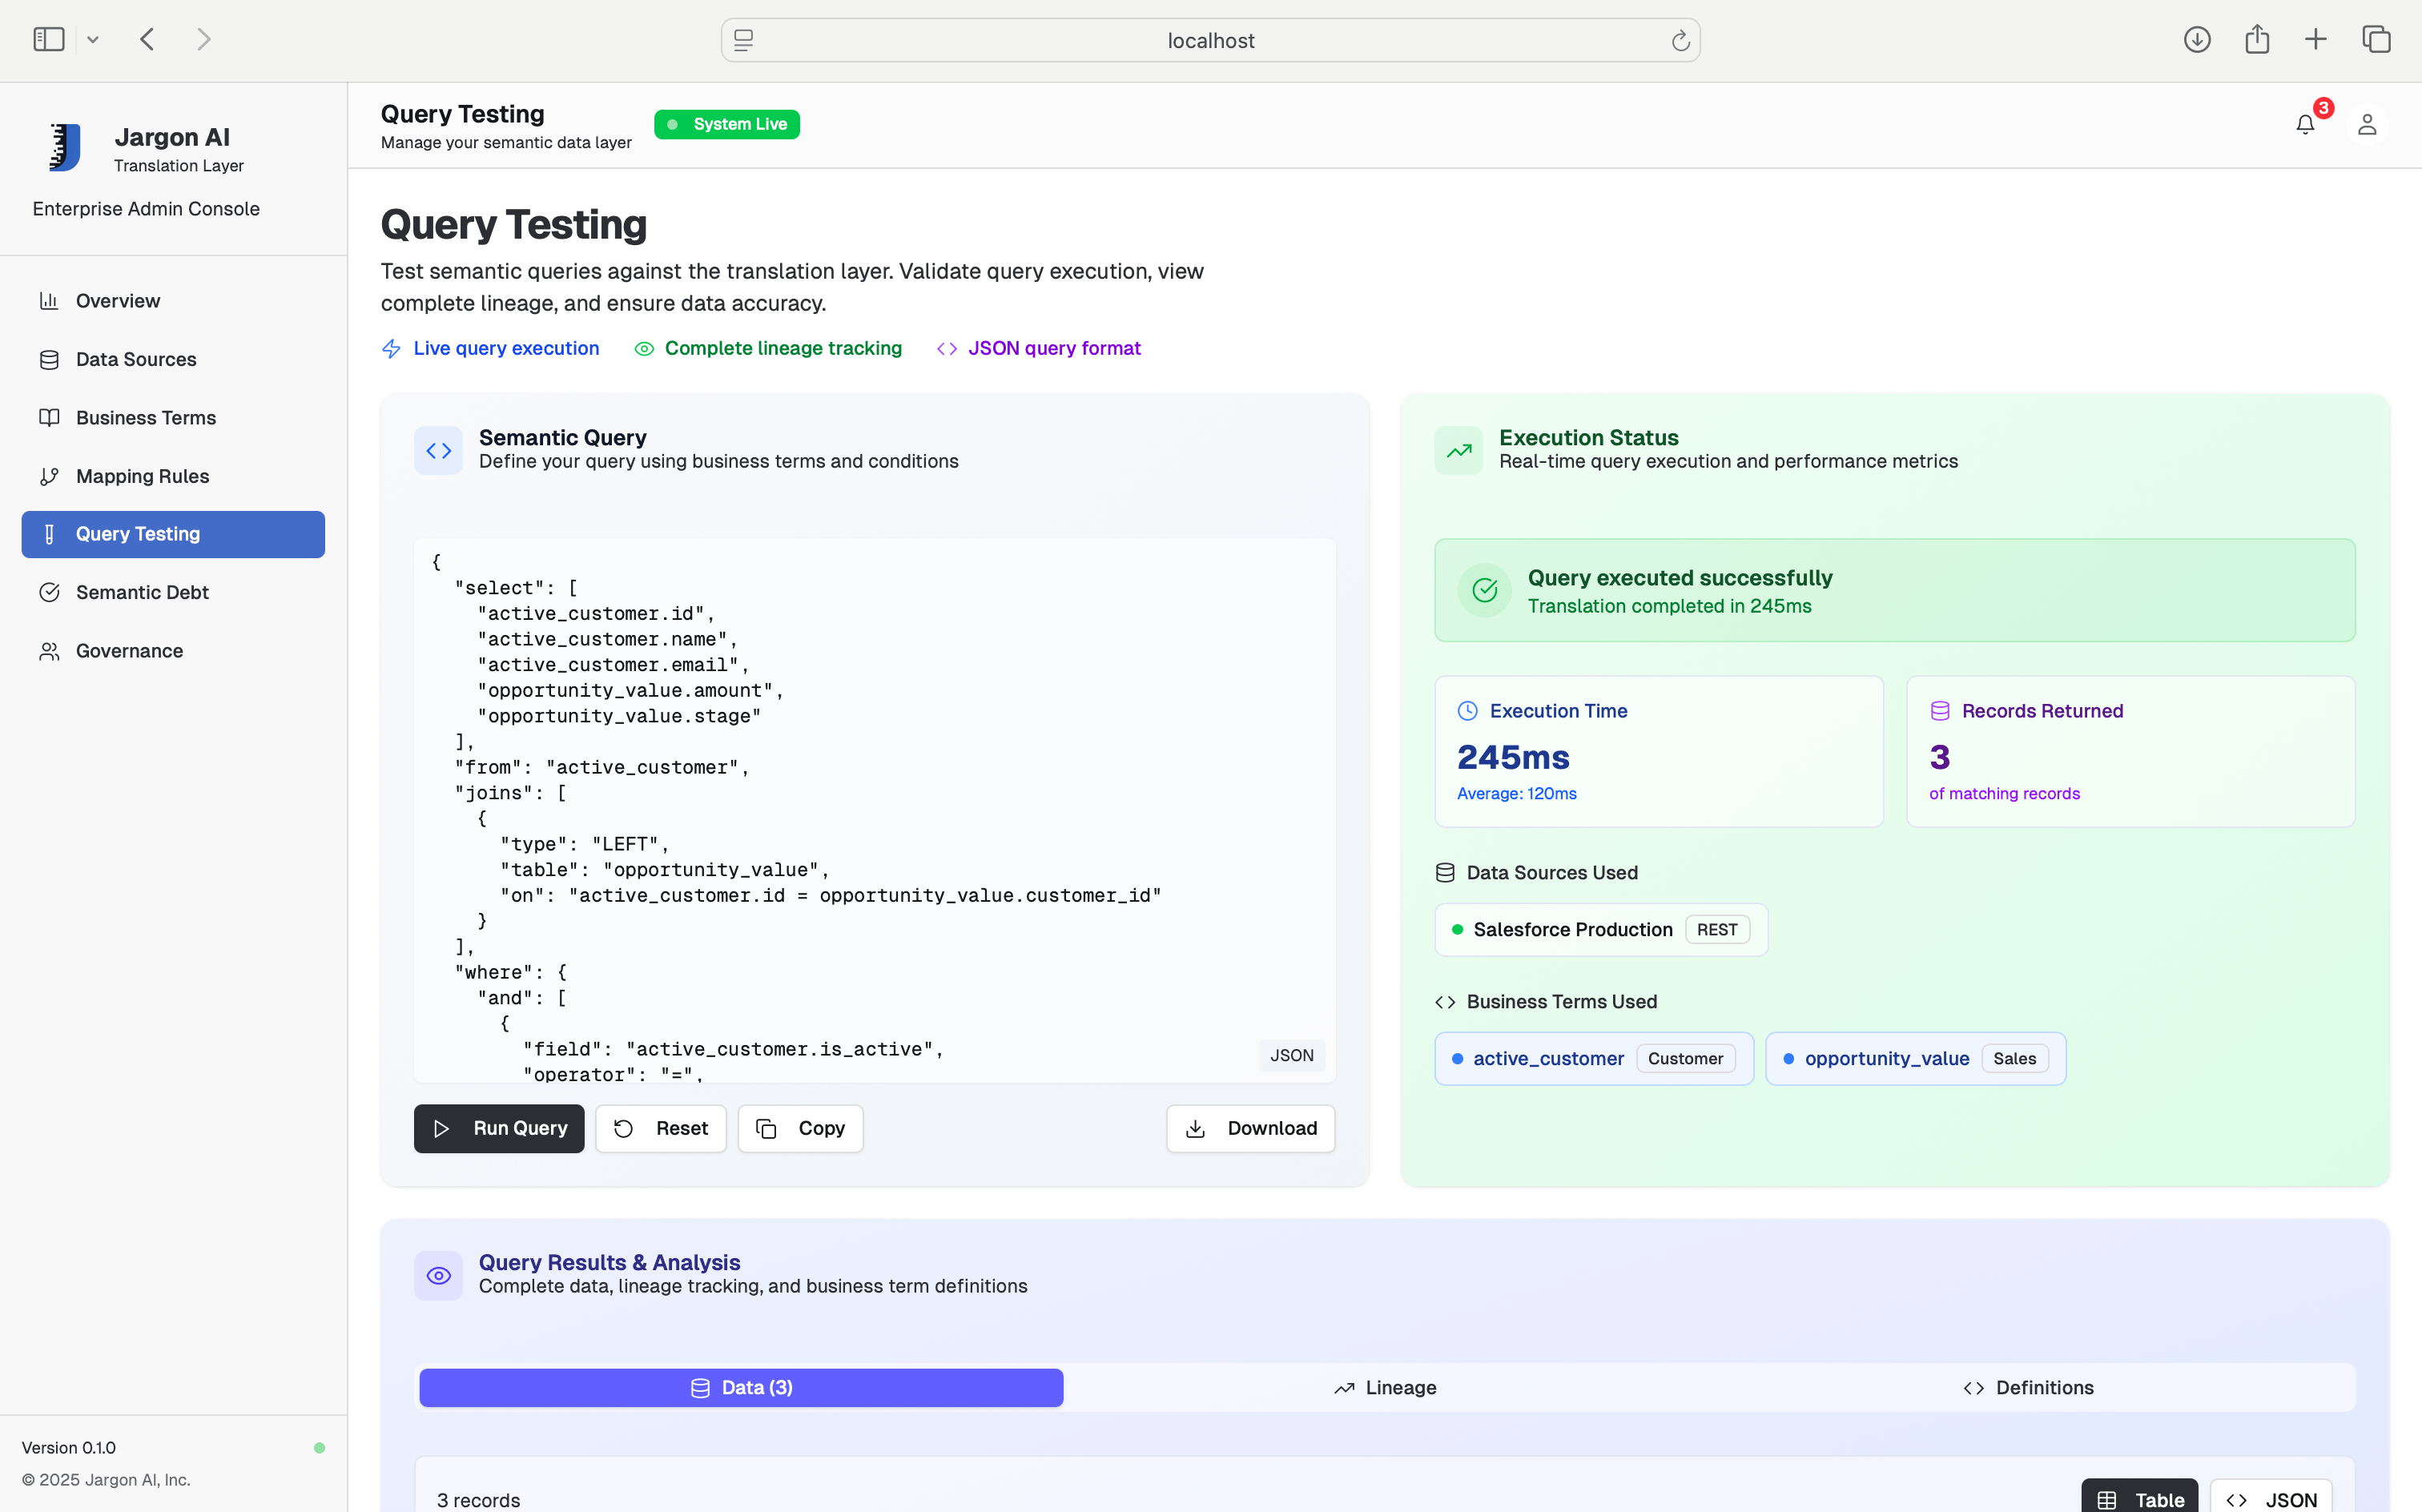 localhost
Jargon AI
Translation Layer
Enterprise Admin Console
Overview
Data Sources
Business Terms
Mapping Rules
Query Testing
Semantic Debt
Governance
Version 0.1.0
© 2025 Jargon AI, Inc.
Query Testing
Manage your semantic data layer
System Live
3
Query Testing
Test semantic queries against the translation layer. Validate query execution, view
complete lineage, and ensure data accuracy.
Live query execution
Complete lineage tracking
JSON query format
Semantic Query
Define your query using business terms and conditions
{
  "select": [
    "active_customer.id",
    "active_customer.name",
    "active_customer.email",
    "opportunity_value.amount",
    "opportunity_value.stage"
  ],
  "from": "active_customer",
  "joins": [
    {
      "type": "LEFT",
      "table": "opportunity_value",
      "on": "active_customer.id = opportunity_value.customer_id"
    }
  ],
  "where": {
    "and": [
      {
        "field": "active_customer.is_active",
        "operator": "=",
JSON
Run Query
Reset
Copy
Download
Execution Status
Real-time query execution and performance metrics
Query executed successfully
Translation completed in 245ms
Execution Time
245ms
Average: 120ms
Records Returned
3
of matching records
Data Sources Used
Salesforce Production REST
Business Terms Used
active_customer Customer
opportunity_value Sales
Query Results & Analysis
Complete data, lineage tracking, and business term definitions
Data (3)
Lineage
Definitions
3 records
Table
JSON